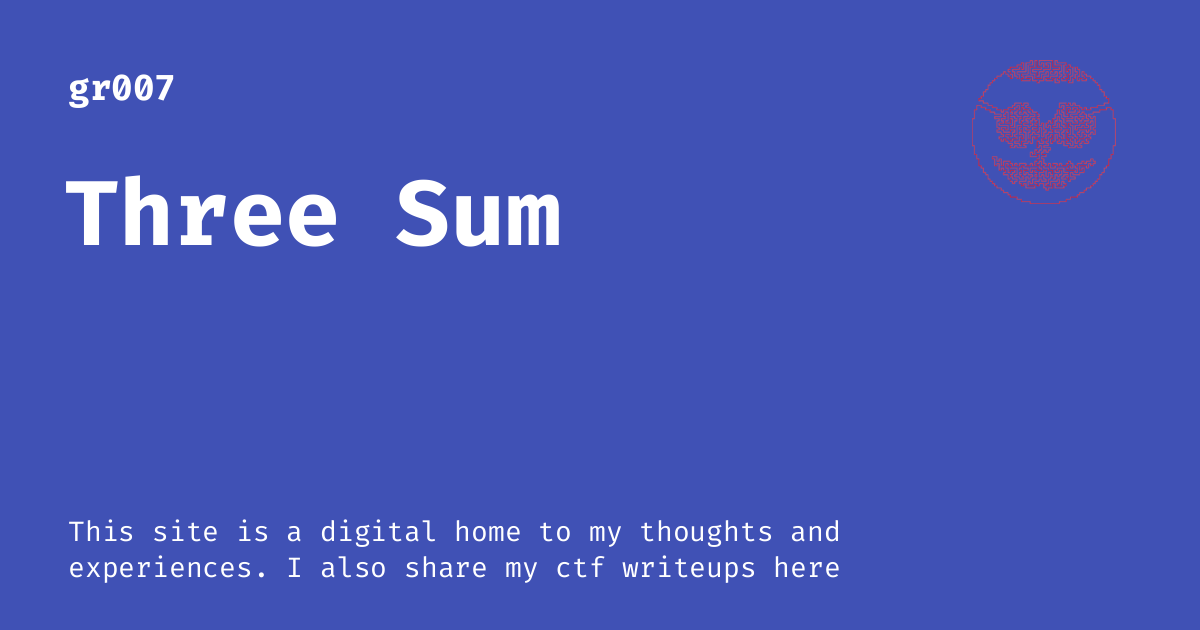 gr007
Three Sum
This site is a digital home to my thoughts and
experiences. I also share my ctf writeups here